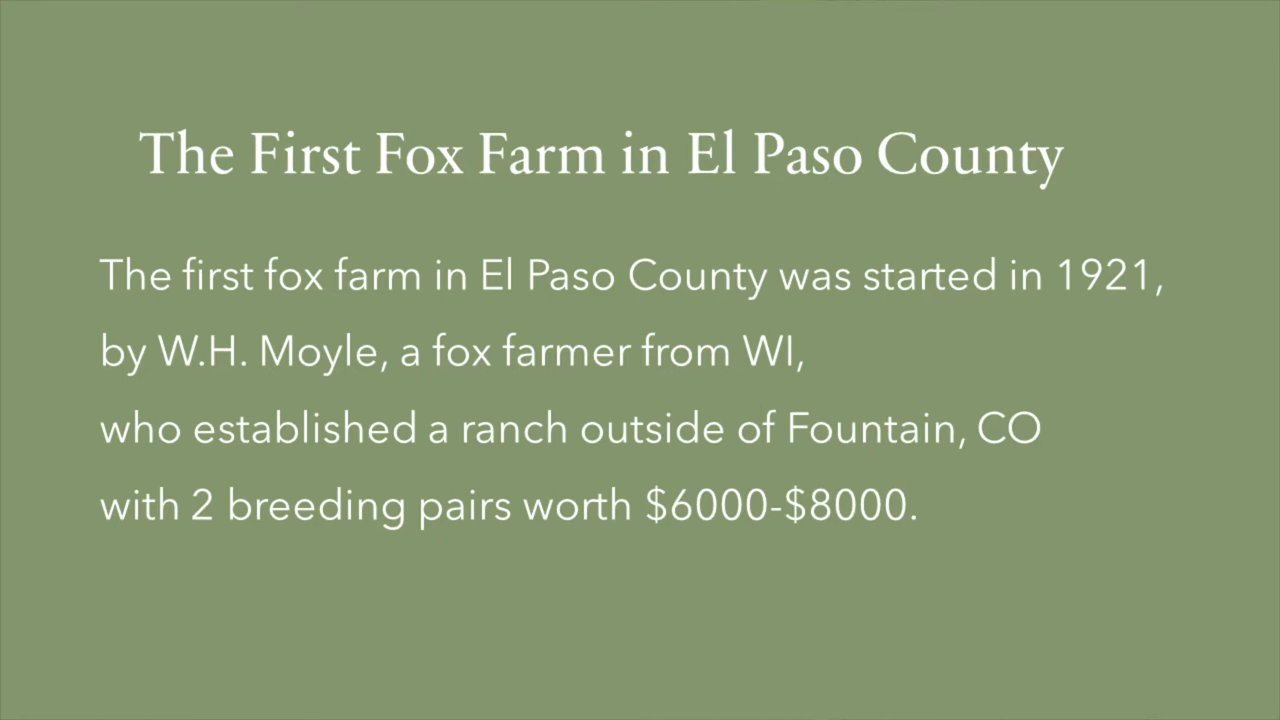 The First Fox Farm in El Paso County
The first fox farm in El Paso County was started in 1921,
by W.H. Moyle, a fox farmer from WI,
who established a ranch outside of Fountain, CO
with 2 breeding pairs worth $6000-$8000.